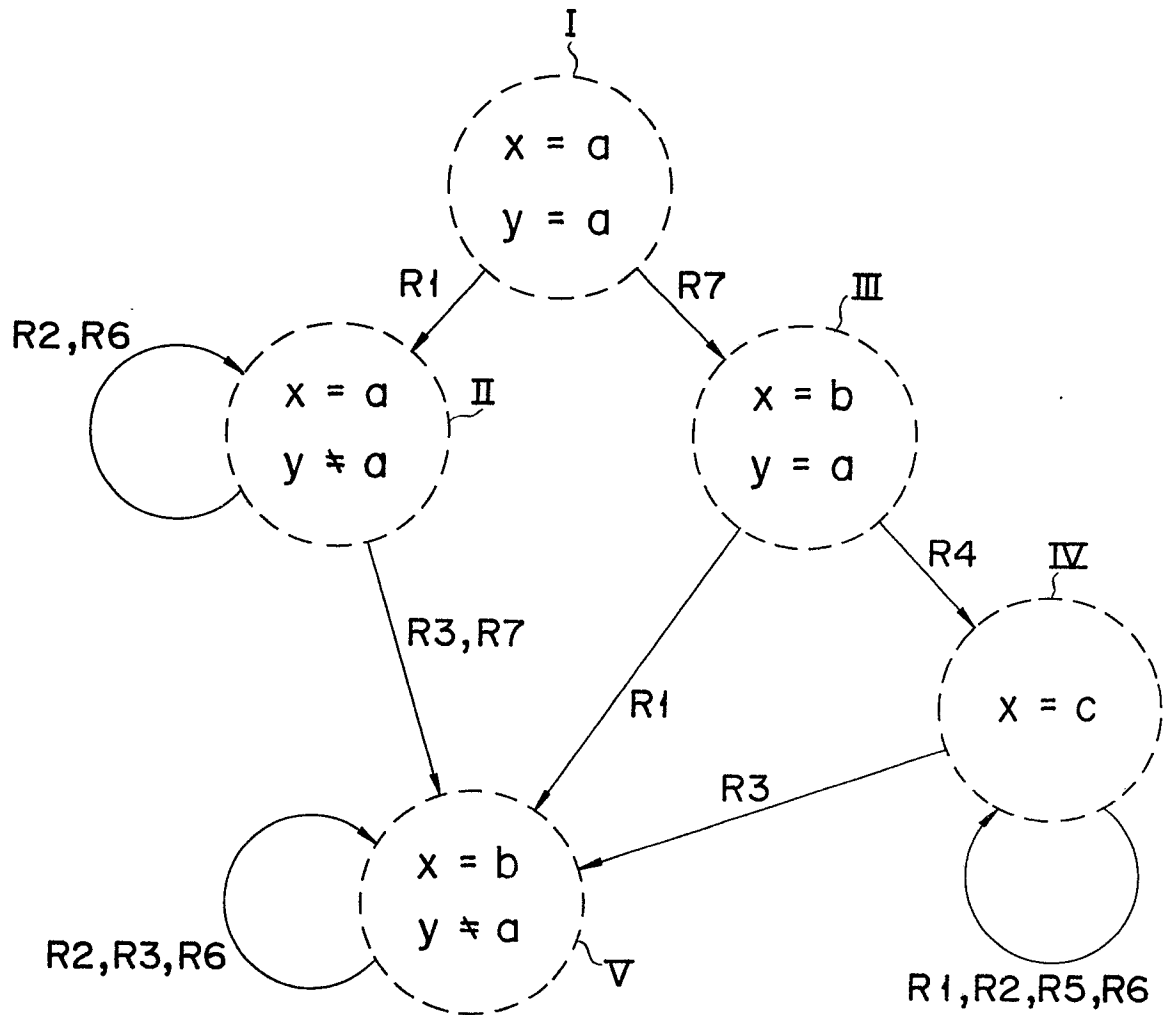 I
x = a
y = a
R1
R7
III
R2,R6
x = a
y ≠ a
II
x = b
y = a
R4
IV
R3,R7
R1
x = c
R3
x = b
y ≠ a
R2,R3,R6
V
R1,R2,R5,R6